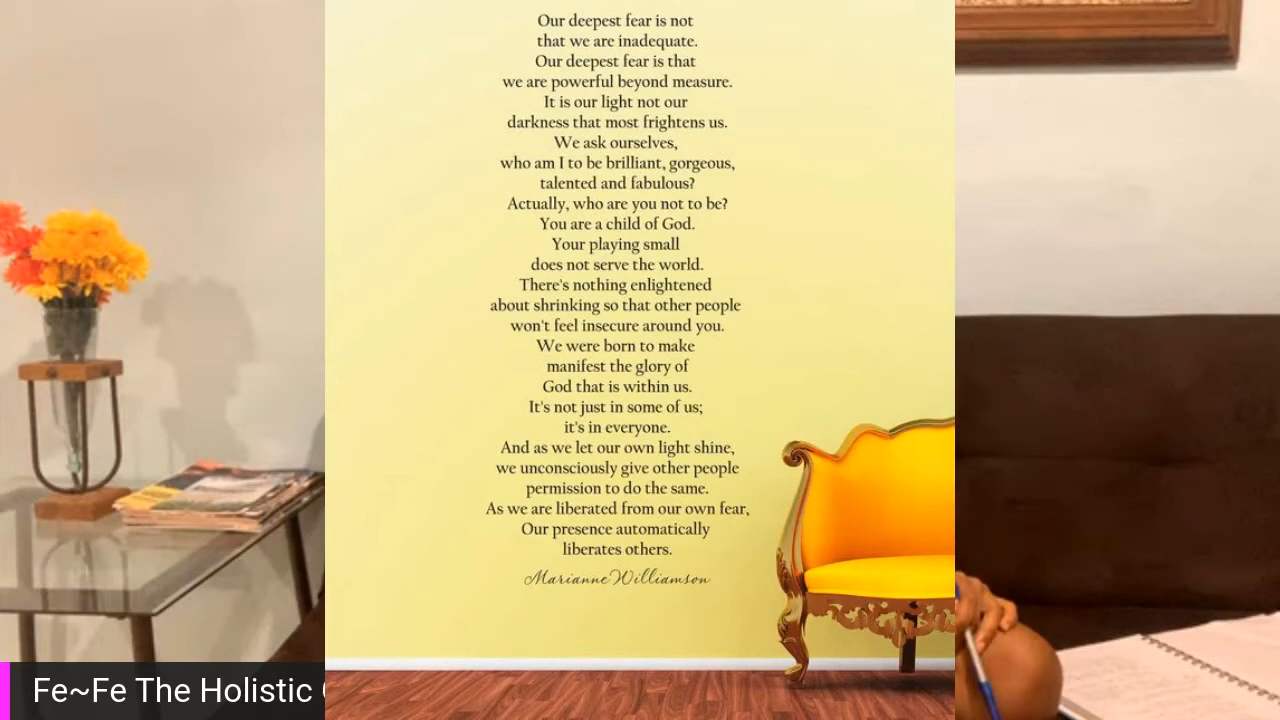 Our deepest fear is not
that we are inadequate.
Our deepest fear is that
we are powerful beyond measure.
It is our light not our
darkness that most frightens us.
We ask ourselves,
who am I to be brilliant, gorgeous,
talented and fabulous?
Actually, who are you not to be?
You are a child of God.
Your playing small
does not serve the world.
There's nothing enlightened
about shrinking so that other people
won't feel insecure around you.
We were born to make
manifest the glory of
God that is within us.
It's not just in some of us;
it's in everyone.
And as we let our own light shine,
we unconsciously give other people
permission to do the same.
As we are liberated from our own fear,
Our presence automatically
liberates others.
Marianne Williamson
Fe~Fe The Holistic